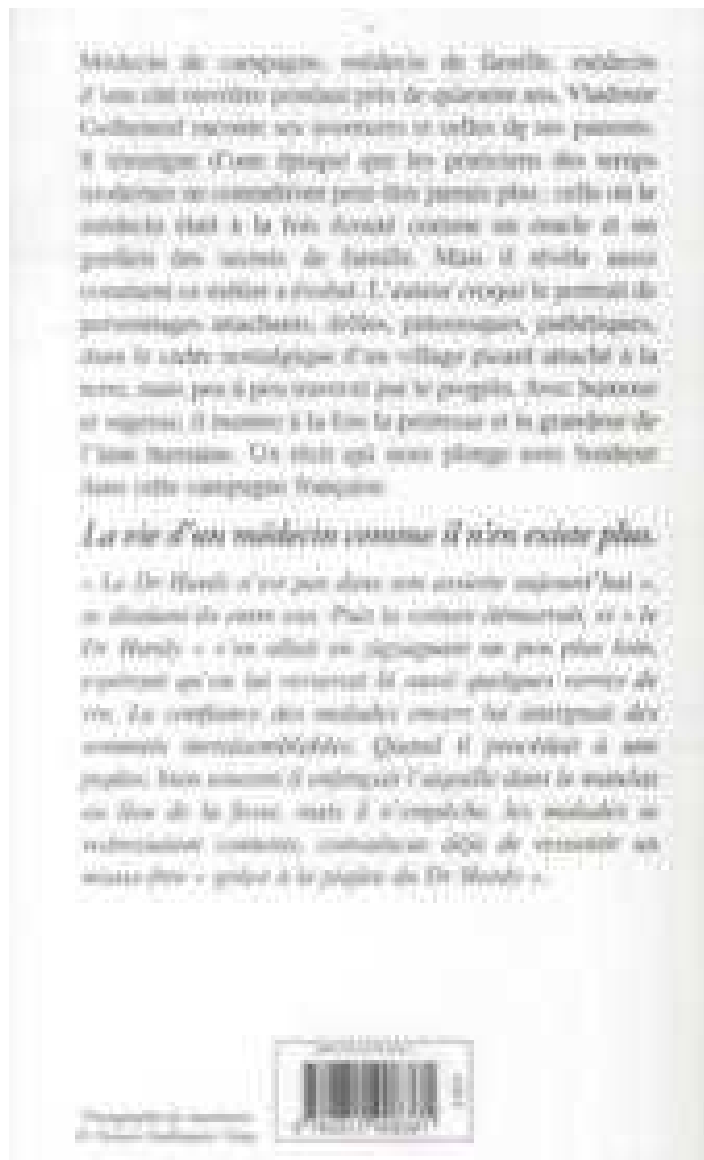 Médecin de campagne, médecin de famille, médecin
d'une cité ouvrière pendant près de quarante ans, Vladimir
raconte ses aventures et celles de ses patients.
Il témoigne d'une époque que les praticiens des temps
modernes ne connaîtront peut-être jamais plus : celle où le
médecin était à la fois écouté comme un oracle et un
gardien des secrets de famille. Mais il révèle aussi
comment ce métier a évolué. L'auteur croque le portrait de
personnages attachants, drôles, pittoresques, pathétiques,
dans le cadre nostalgique d'un village picard attaché à la
terre, mais peu à peu par le progrès. Avec humour
et sagesse, il montre à la fois la petitesse et la grandeur de
l'âme humaine. Un récit qui nous plonge avec bonheur
dans cette campagne française.
La vie d'un médecin comme il n'en existe plus.
« Le Dr Hardy n'est pas dans son assiette aujourd'hui »,
se disaient-ils entre eux. Puis la voiture démarrait, et « le
Dr Hardy » s'en allait en zigzaguant un peu plus loin,
espérant qu'on lui verserait là aussi quelques verres de
vin. La confiance des malades envers lui atteignait des
sommets invraisemblables. Quand il procédait à une
piqûre, bien souvent il enfonçait l'aiguille dans le matelas
au lieu de la fesse, mais il n'empêche, les malades se
contents, convaincus déjà de ressentir un
mieux-être « grâce à la piqûre du Dr Hardy ».